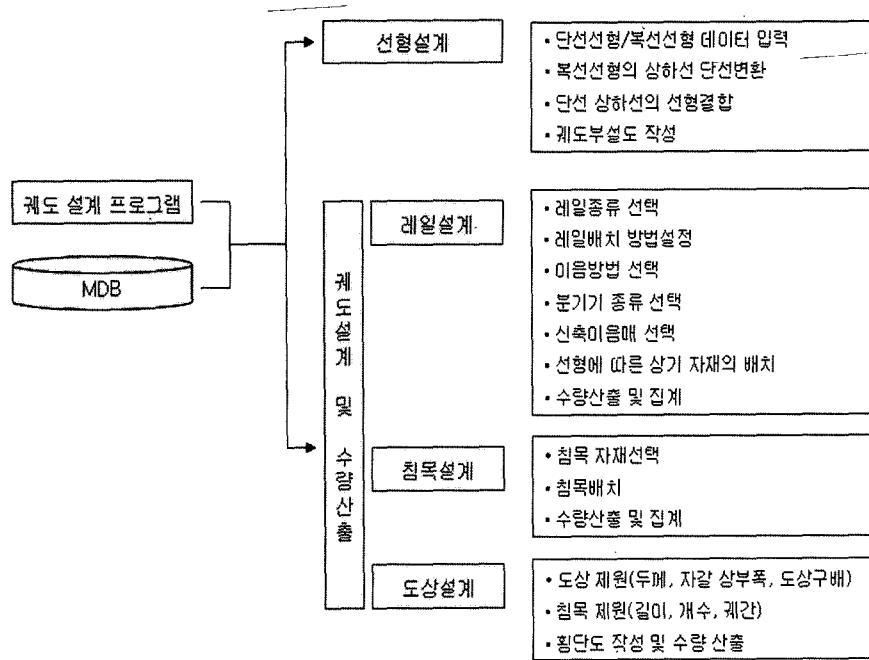 선형설계
• 단선선형/복선선형 데이터 입력
• 복선선형의 상하선 단선변환
• 단선 상하선의 선형결합
• 궤도부설도 작성
궤도 설계 프로그램
MDB
궤도설계 및 수량산출
레일설계
• 레일종류 선택
• 레일배치 방법설정
• 이음방법 선택
• 분기기 종류 선택
• 신축이음매 선택
• 선형에 따른 상기 자재의 배치
• 수량산출 및 집계
침목설계
• 침목 자재선택
• 침목배치
• 수량산출 및 집계
도상설계
• 도상 제원(두께, 자갈 상부폭, 도상구배)
• 침목 제원(길이, 개수, 궤간)
• 횡단도 작성 및 수량 산출